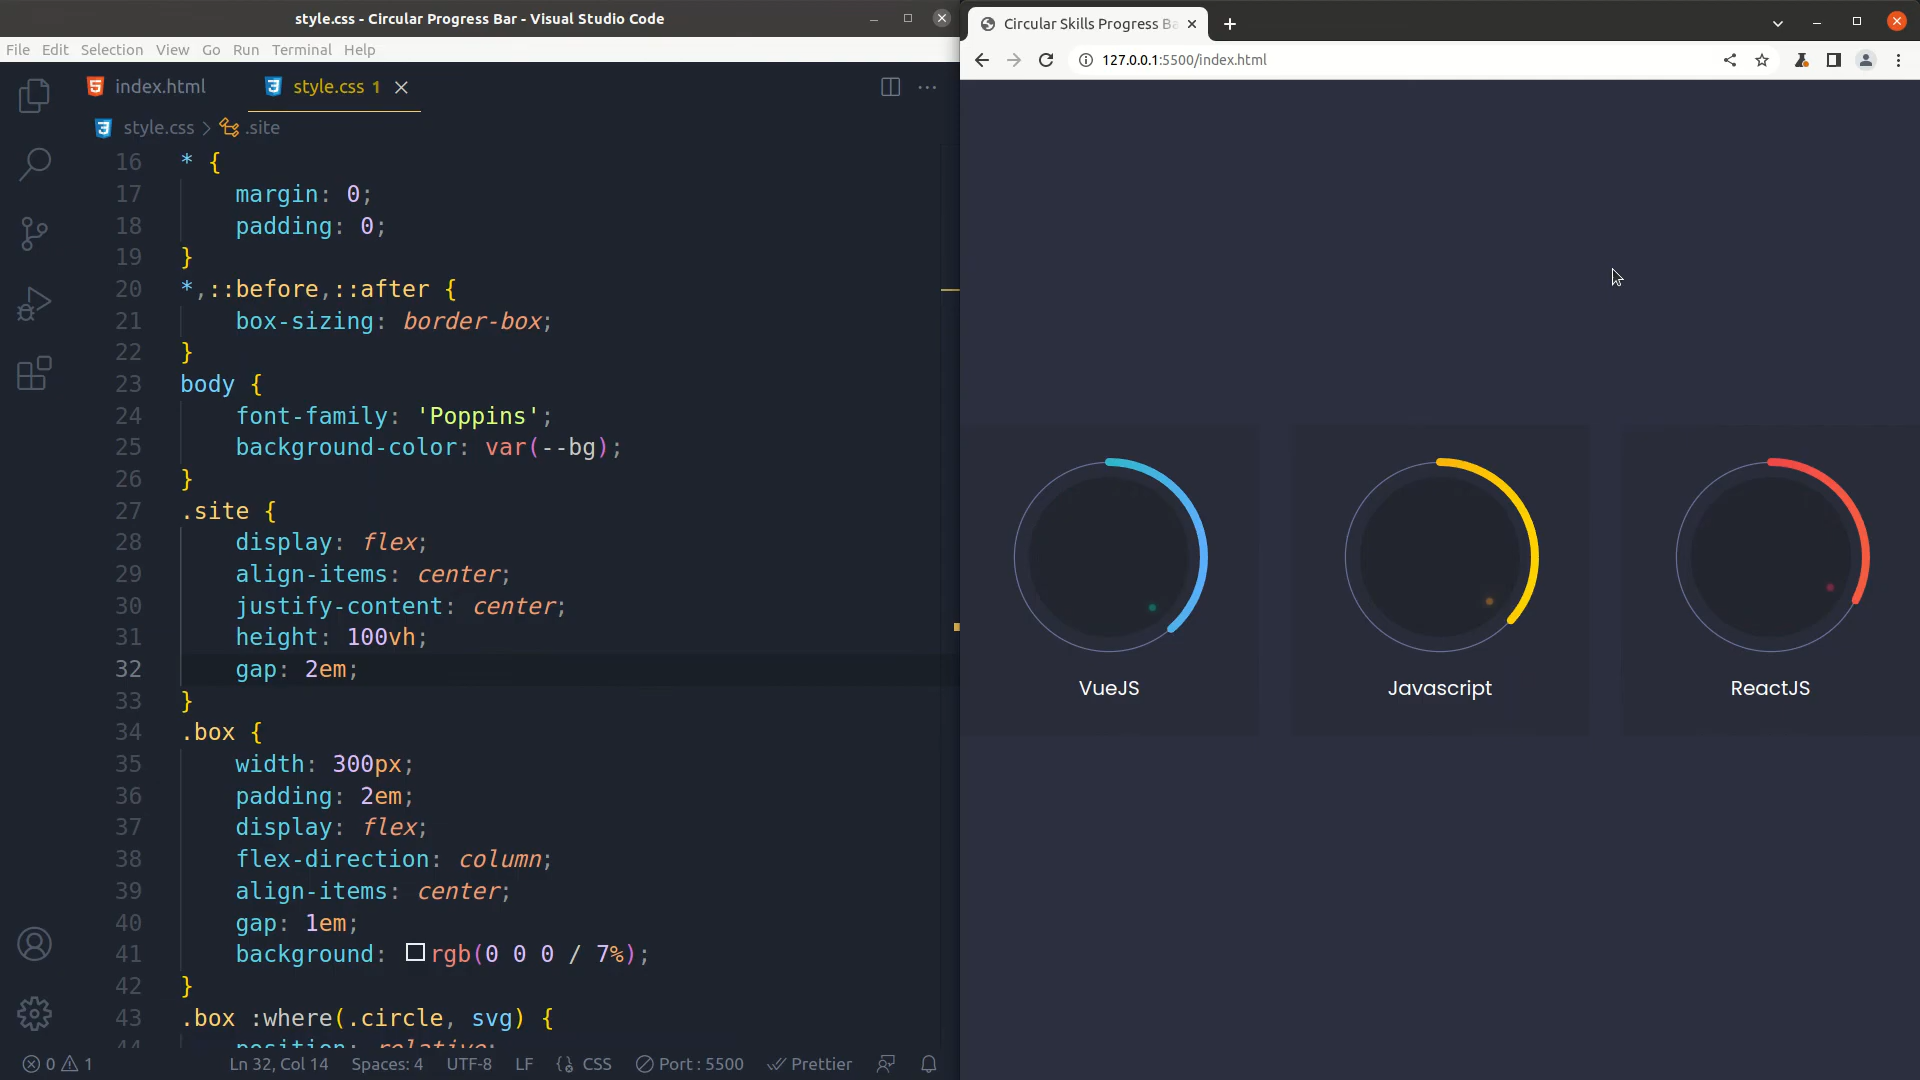 style.css - Circular Progress Bar - Visual Studio Code
File Edit Selection View Go Run Terminal Help
index.html
style.css 1
style.css > .site
16 * {
17 margin: 0;
18 padding: 0;
19 }
20 *,::before,::after {
21 box-sizing: border-box;
22 }
23 body {
24 font-family: 'Poppins';
25 background-color: var(--bg);
26 }
27 .site {
28 display: flex;
29 align-items: center;
30 justify-content: center;
31 height: 100vh;
32 gap: 2em;
33 }
34 .box {
35 width: 300px;
36 padding: 2em;
37 display: flex;
38 flex-direction: column;
39 align-items: center;
40 gap: 1em;
41 background: rgb(0 0 0 / 7%);
42 }
43 .box :where(.circle, svg) {
44 position: relative;
0 1 Ln 32, Col 14 Spaces: 4 UTF-8 LF CSS Port : 5500 Prettier
Circular Skills Progress Ba
127.0.0.1:5500/index.html
VueJS
Javascript
ReactJS